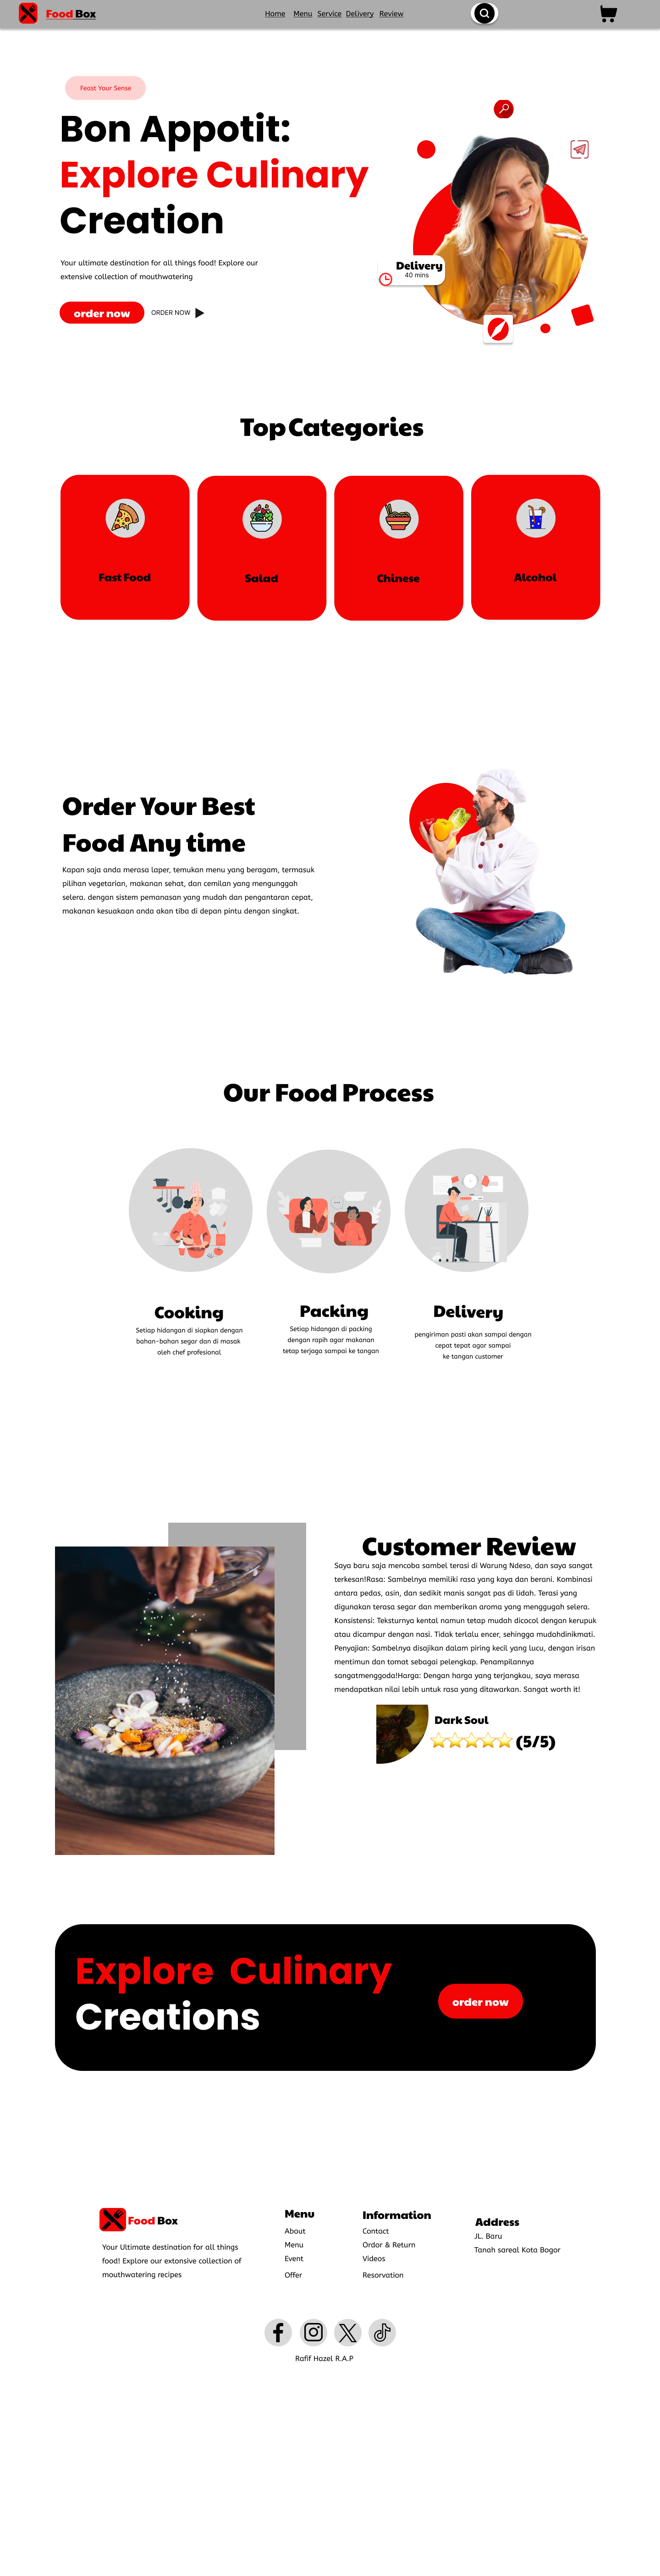 Food Box
Home Menu Service Delivery Review
Feast Your Sense
Bon Appotit:
Explore Culinary
Creation
Your ultimate destination for all things food! Explore our
extensive collection of mouthwatering
order now
ORDER NOW
Delivery
40 mins
Top Categories
Fast Food
Salad
Chinese
Alcohol
Order Your Best
Food Any time
Kapan saja anda merasa laper, temukan menu yang beragam, termasuk
pilihan vegetarian, makanan sehat, dan cemilan yang mengunggah
selera. dengan sistem pemanasan yang mudah dan pengantaran cepat,
makanan kesuakaan anda akan tiba di depan pintu dengan singkat.
Our Food Process
Cooking
Setiap hidangan di siapkan dengan
bahan-bahan segar dan di masak
oleh chef profesional
Packing
Setiap hidangan di packing
dengan rapih agar makanan
tetap terjaga sampai ke tangan
Delivery
pengiriman pasti akan sampai dengan
cepat tepat agar sampai
ke tangan customer
Customer Review
Saya baru saja mencoba sambel terasi di Warung Ndeso, dan saya sangat
terkesan!Rasa: Sambelnya memiliki rasa yang kaya dan berani. Kombinasi
antara pedas, asin, dan sedikit manis sangat pas di lidah. Terasi yang
digunakan terasa segar dan memberikan aroma yang menggugah selera.
Konsistensi: Teksturnya kental namun tetap mudah dicocol dengan kerupuk
atau dicampur dengan nasi. Tidak terlalu encer, sehingga mudahdinikmati.
Penyajian: Sambelnya disajikan dalam piring kecil yang lucu, dengan irisan
mentimun dan tomat sebagai pelengkap. Penampilannya
sangatmenggoda!Harga: Dengan harga yang terjangkau, saya merasa
mendapatkan nilai lebih untuk rasa yang ditawarkan. Sangat worth it!
Dark Soul
(5/5)
Explore Culinary
Creations
order now
Food Box
Your Ultimate destination for all things
food! Explore our extonsive collection of
mouthwatering recipes
Menu
About
Menu
Event
Offer
Information
Contact
Ordor & Return
Videos
Resorvation
Address
JL. Baru
Tanah sareal Kota Bogor
Rafif Hazel R.A.P